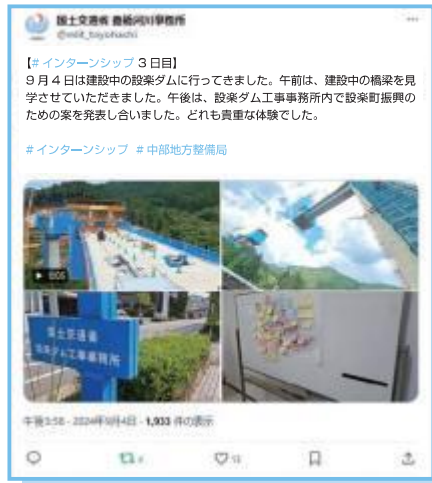 国土交通省 豊橋河川事務所
@mlit_toyohashi
【# インターンシップ 3 日目】
9 月 4 日は建設中の設楽ダムに行ってきました。午前は、建設中の橋梁を見
学させていただきました。午後は、設楽ダム工事事務所内で設楽町振興の
ための案を発表し合いました。どれも貴重な体験でした。
# インターンシップ # 中部地方整備局
0:05
国土交通省
設楽ダム工事事務所
午後3:58 · 2024年9月4日 · 1,933 件の表示